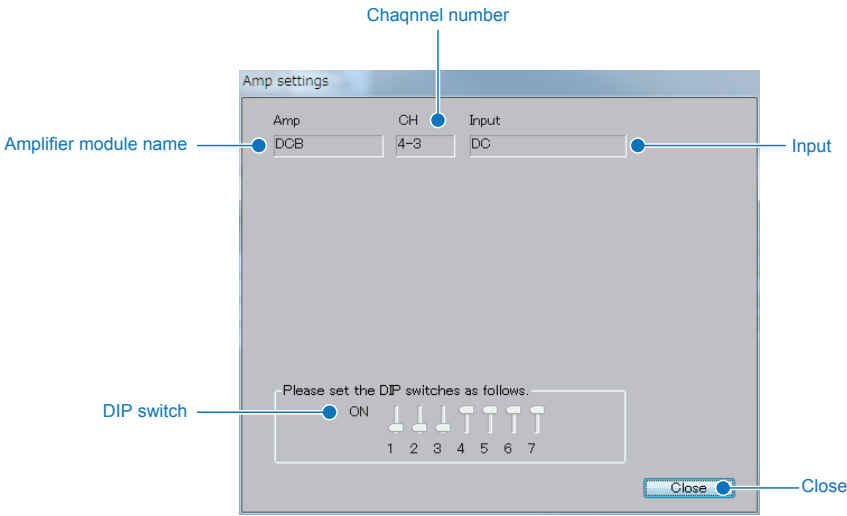 Chaqnnel number
Amp settings
Amp CH Input
Amplifier module name DCB 4-3 DC Input
Please set the DIP switches as follows.
DIP switch ON
1 2 3 4 5 6 7
Close Close